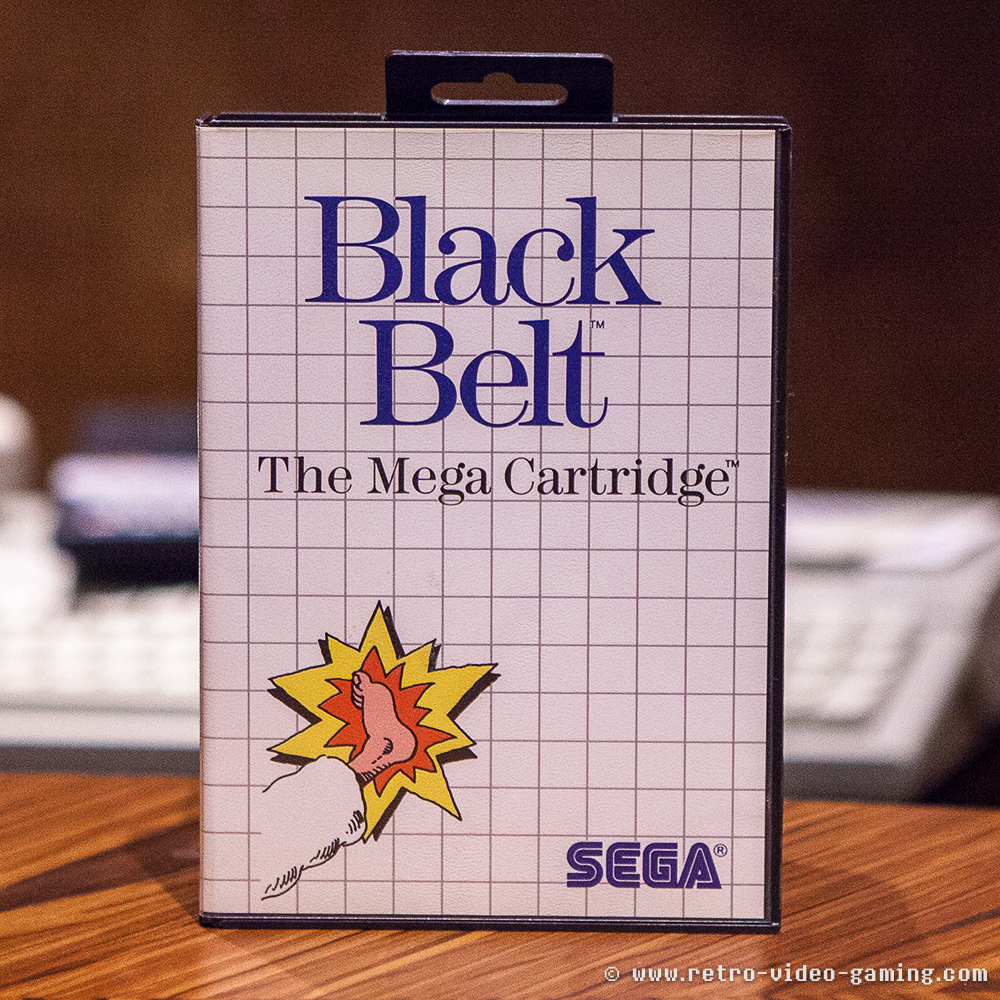 Black
Belt™
The Mega Cartridge™
SEGA®
© www.retro-video-gaming.com